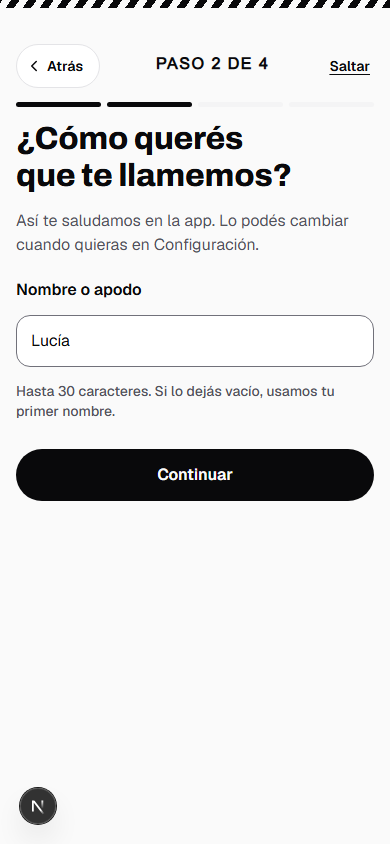 Atrás
PASO 2 DE 4
Saltar
¿Cómo querés
que te llamemos?
Así te saludamos en la app. Lo podés cambiar
cuando quieras en Configuración.
Nombre o apodo
Lucía
Hasta 30 caracteres. Si lo dejás vacío, usamos tu
primer nombre.
Continuar
N